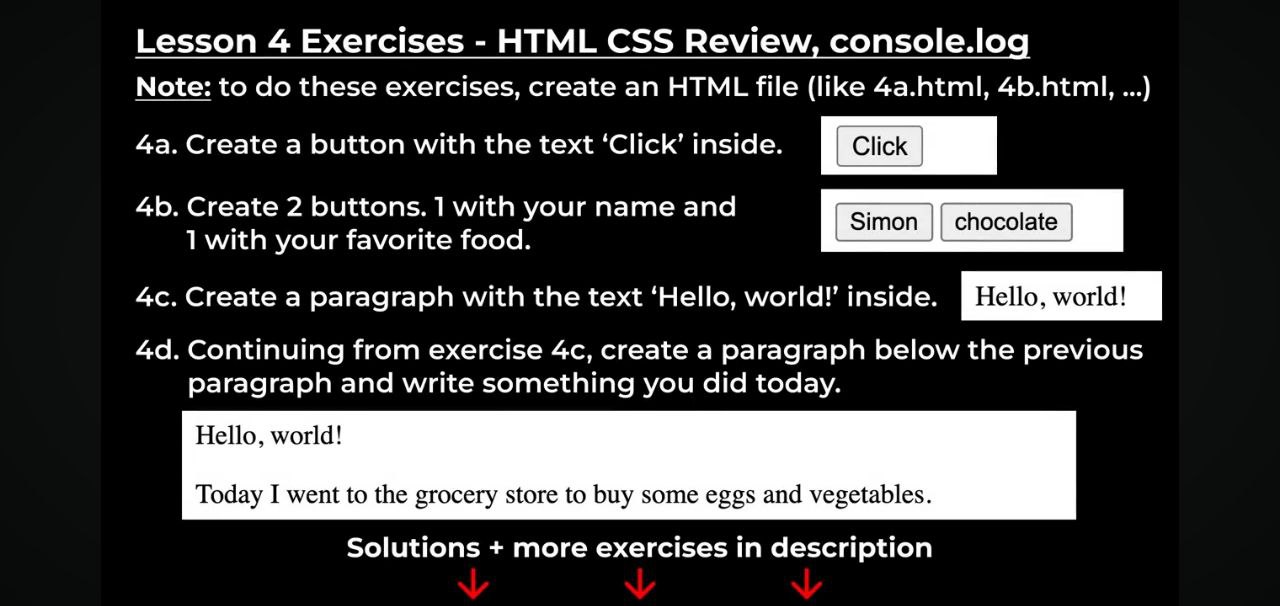 Lesson 4 Exercises - HTML CSS Review, console.log
Note: to do these exercises, create an HTML file (like 4a.html, 4b.html, ...)
4a. Create a button with the text ‘Click’ inside.
Click
4b. Create 2 buttons. 1 with your name and
1 with your favorite food.
Simon chocolate
4c. Create a paragraph with the text ‘Hello, world!’ inside.
Hello, world!
4d. Continuing from exercise 4c, create a paragraph below the previous
paragraph and write something you did today.
Hello, world!
Today I went to the grocery store to buy some eggs and vegetables.
Solutions + more exercises in description